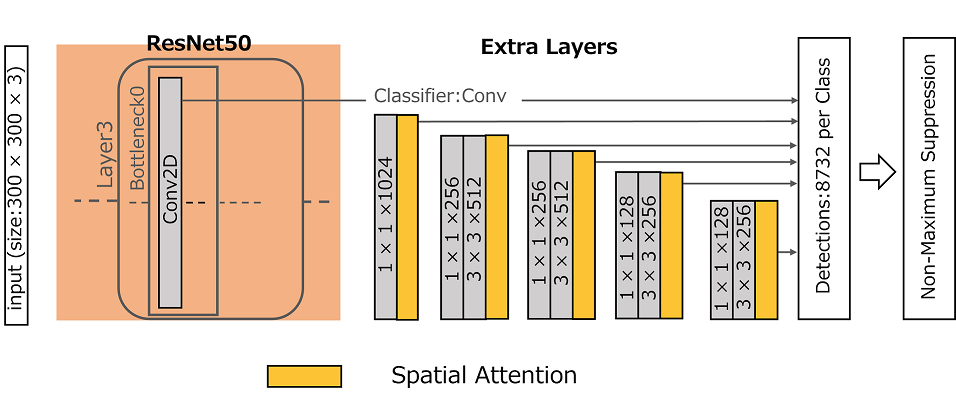 ResNet50
Extra Layers
input (size:300 × 300 × 3)
Layer3
Bottleneck0
Conv2D
Classifier:Conv
1 × 1 ×1024
1 × 1 ×256
3 × 3 ×512
1 × 1 ×256
3 × 3 ×512
1 × 1 ×128
3 × 3 ×256
1 × 1 ×128
3 × 3 ×256
Detections:8732 per Class
Non-Maximum Suppression
Spatial Attention